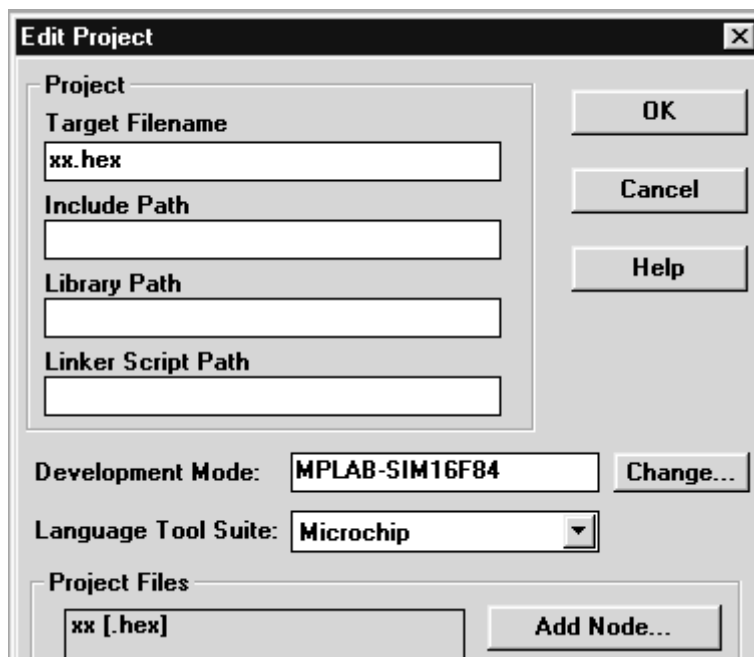 Edit Project
Project
Target Filename
xx.hex
Include Path
Library Path
Linker Script Path
OK
Cancel
Help
Development Mode: MPLAB-SIM16F84 Change...
Language Tool Suite: Microchip
Project Files
xx [.hex] Add Node...